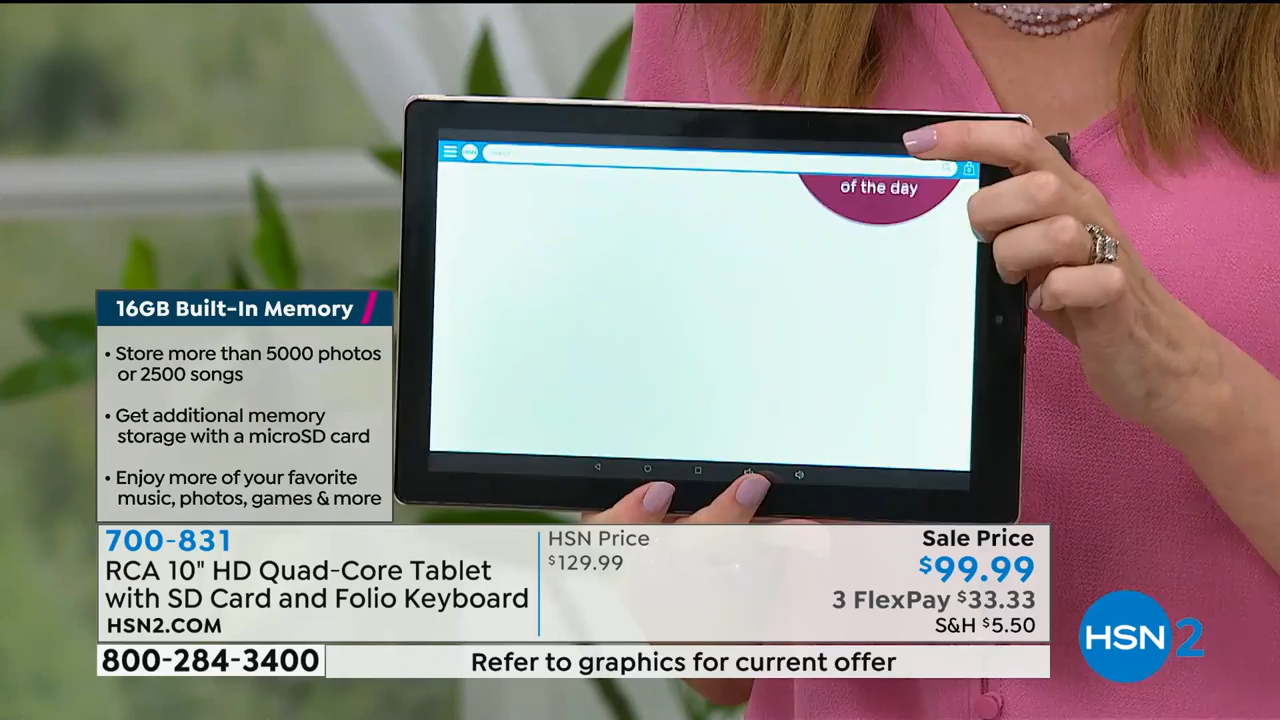 HSN
of the day
16GB Built-In Memory
• Store more than 5000 photos
or 2500 songs
• Get additional memory
storage with a microSD card
• Enjoy more of your favorite
music, photos, games & more
700-831
RCA 10" HD Quad-Core Tablet
with SD Card and Folio Keyboard
HSN2.COM
HSN Price
$129.99
Sale Price
$99.99
3 FlexPay $33.33
S&H $5.50
800-284-3400
Refer to graphics for current offer
HSN2